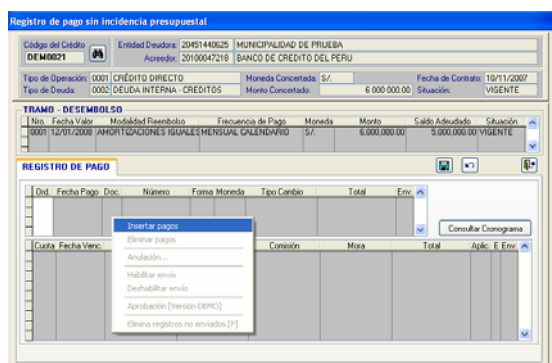 Registro de pago sin incidencia presupuestal
Código del Crédito Entidad Deudora: 20451440625 MUNICIPALIDAD DE PRUEBA
DEM0021 Acreedor: 20100047218 BANCO DE CREDITO DEL PERU
Tipo de Operación: 0001 CRÉDITO DIRECTO Moneda Concertada: S/. Fecha de Contrato: 10/11/2007
Tipo de Deuda: 0002 DEUDA INTERNA - CREDITOS Monto Concertado: 6 000 000.00 Situación: VIGENTE
TRAMO - DESEMBOLSO
Nro. Fecha Valor Modalidad Reembolso Frecuencia de Pago Moneda Monto Saldo Adeudado Situación
0001 12/01/2008 AMORTIZACIONES IGUALES MENSUAL CALENDARIO S/. 6,000,000.00 5,000,000.00 VIGENTE
REGISTRO DE PAGO
Ord. Fecha Pago Doc. Número Forma Moneda Tipo Cambio Total Env.
Insertar pagos
Consultar Cronograma
Eliminar pagos
Cuota Fecha Venc. Comisión Mora Total Aplic. E Env.
Anulación....
Habilitar envío
Deshabilitar envío
Aprobación [Versión DEMO]
Elimina registros no enviados [P]